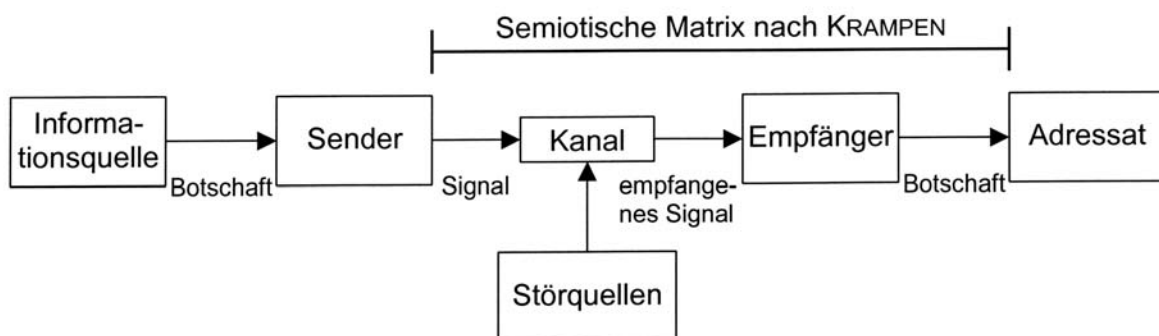 Semiotische Matrix nach KRAMPEN
Informa-
tionsquelle
Sender
Kanal
Empfänger
Adressat
Botschaft
Signal
empfange-
nes Signal
Botschaft
Störquellen